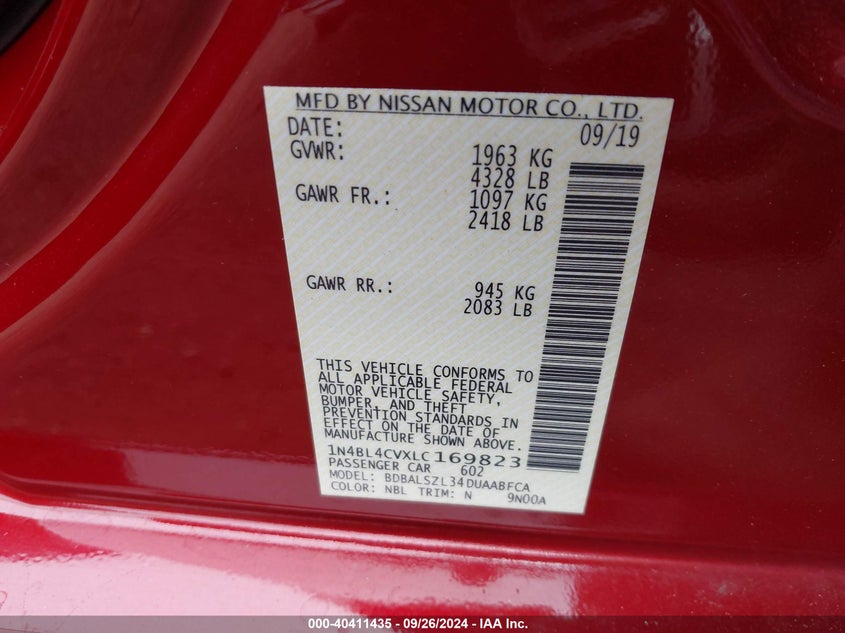 MFD BY NISSAN MOTOR CO., LTD.
DATE: 09/19
GVWR: 1963 KG
4328 LB
GAWR FR.: 1097 KG
2418 LB
GAWR RR.: 945 KG
2083 LB
THIS VEHICLE CONFORMS TO
ALL APPLICABLE FEDERAL
MOTOR VEHICLE SAFETY,
BUMPER, AND THEFT
PREVENTION STANDARDS IN
EFFECT ON THE DATE OF
MANUFACTURE SHOWN ABOVE.
1N4BL4CVXLC169823
PASSENGER CAR 602
MODEL: BDBALSZL34DUAABFCA
COLOR: NBL TRIM: N 9N00A
000-40411435 - 09/26/2024 - IAA Inc.